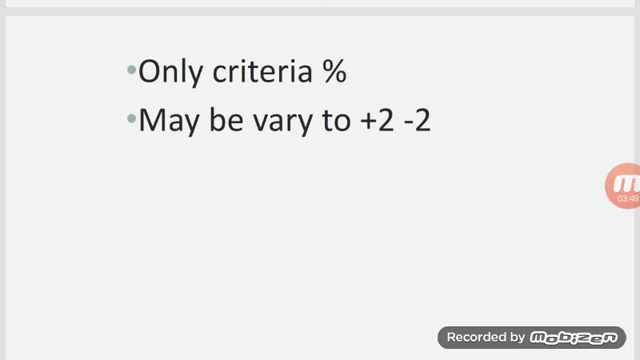 •Only criteria %
•May be vary to +2 -2
03:49
Recorded by mobizen